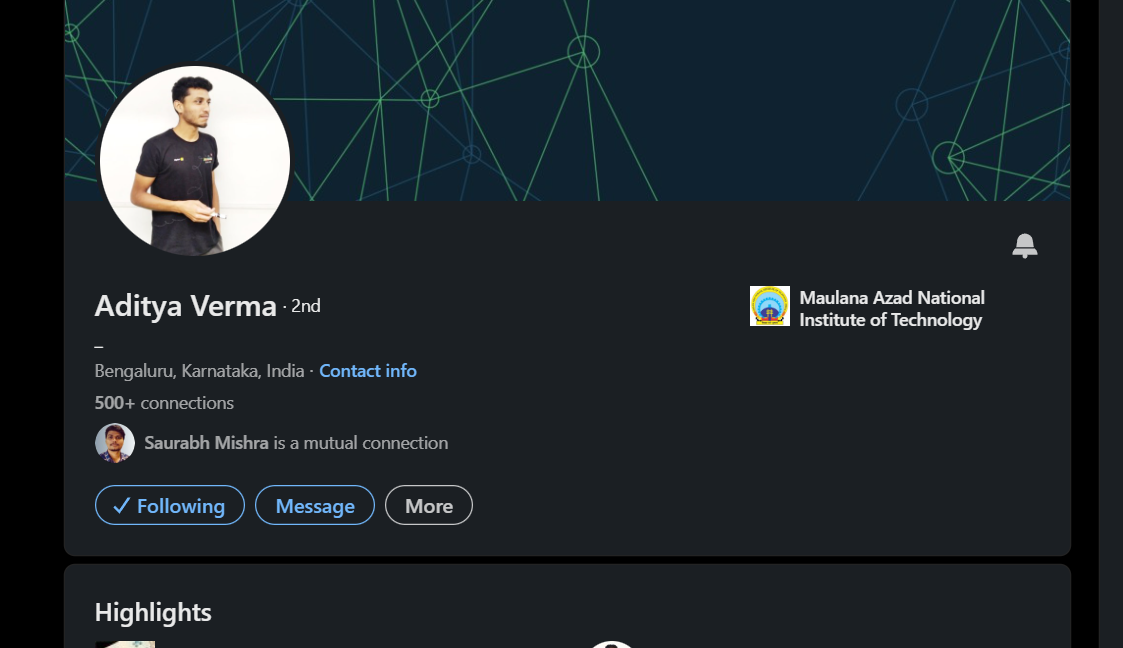 Aditya Verma · 2nd
Maulana Azad National
Institute of Technology
–
Bengaluru, Karnataka, India · Contact info
500+ connections
Saurabh Mishra is a mutual connection
Following
Message
More
Highlights